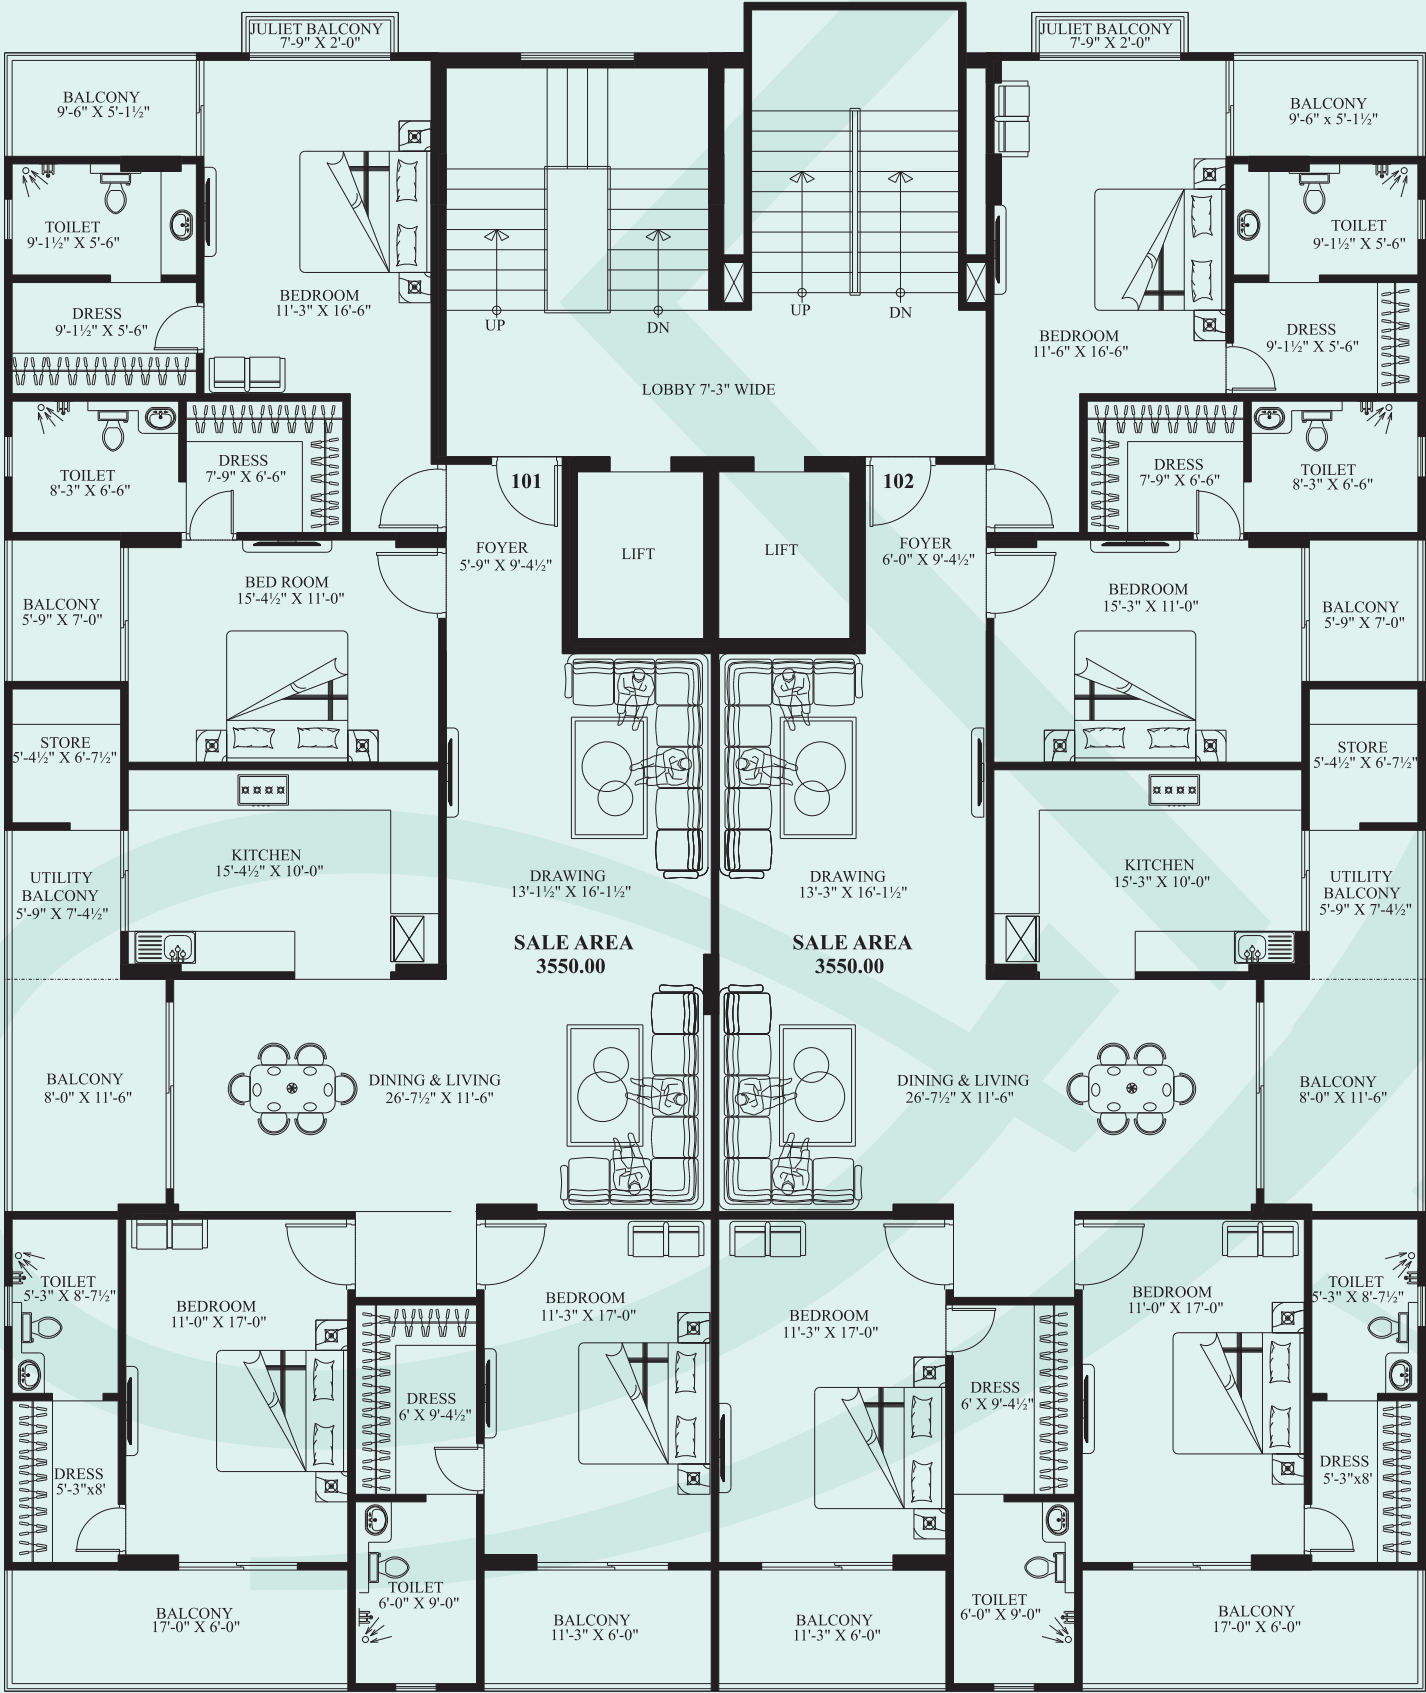 JULIET BALCONY
7'-9" X 2'-0"
JULIET BALCONY
7'-9" X 2'-0"
BALCONY
9'-6" X 5'-1½"
BALCONY
9'-6" x 5'-1½"
TOILET
9'-1½" X 5'-6"
TOILET
9'-1½" X 5'-6"
BEDROOM
11'-3" X 16'-6"
DRESS
9'-1½" X 5'-6"
UP
DN
UP
DN
BEDROOM
11'-6" X 16'-6"
DRESS
9'-1½" X 5'-6"
LOBBY 7'-3" WIDE
TOILET
8'-3" X 6'-6"
DRESS
7'-9" X 6'-6"
101
102
DRESS
7'-9" X 6'-6"
TOILET
8'-3" X 6'-6"
FOYER
5'-9" X 9'-4½"
LIFT
LIFT
FOYER
6'-0" X 9'-4½"
BED ROOM
15'-4½" X 11'-0"
BEDROOM
15'-3" X 11'-0"
BALCONY
5'-9" X 7'-0"
BALCONY
5'-9" X 7'-0"
STORE
5'-4½" X 6'-7½"
STORE
5'-4½" X 6'-7½"
KITCHEN
15'-4½" X 10'-0"
KITCHEN
15'-3" X 10'-0"
UTILITY
BALCONY
5'-9" X 7'-4½"
DRAWING
13'-1½" X 16'-1½"
DRAWING
13'-3" X 16'-1½"
UTILITY
BALCONY
5'-9" X 7'-4½"
SALE AREA
3550.00
SALE AREA
3550.00
BALCONY
8'-0" X 11'-6"
DINING & LIVING
26'-7½" X 11'-6"
DINING & LIVING
26'-7½" X 11'-6"
BALCONY
8'-0" X 11'-6"
TOILET
5'-3" X 8'-7½"
BEDROOM
11'-0" X 17'-0"
BEDROOM
11'-3" X 17'-0"
BEDROOM
11'-3" X 17'-0"
BEDROOM
11'-0" X 17'-0"
TOILET
5'-3" X 8'-7½"
DRESS
6' X 9'-4½"
DRESS
6' X 9'-4½"
DRESS
5'-3"x8'
DRESS
5'-3"x8'
TOILET
6'-0" X 9'-0"
TOILET
6'-0" X 9'-0"
BALCONY
17'-0" X 6'-0"
BALCONY
11'-3" X 6'-0"
BALCONY
11'-3" X 6'-0"
BALCONY
17'-0" X 6'-0"